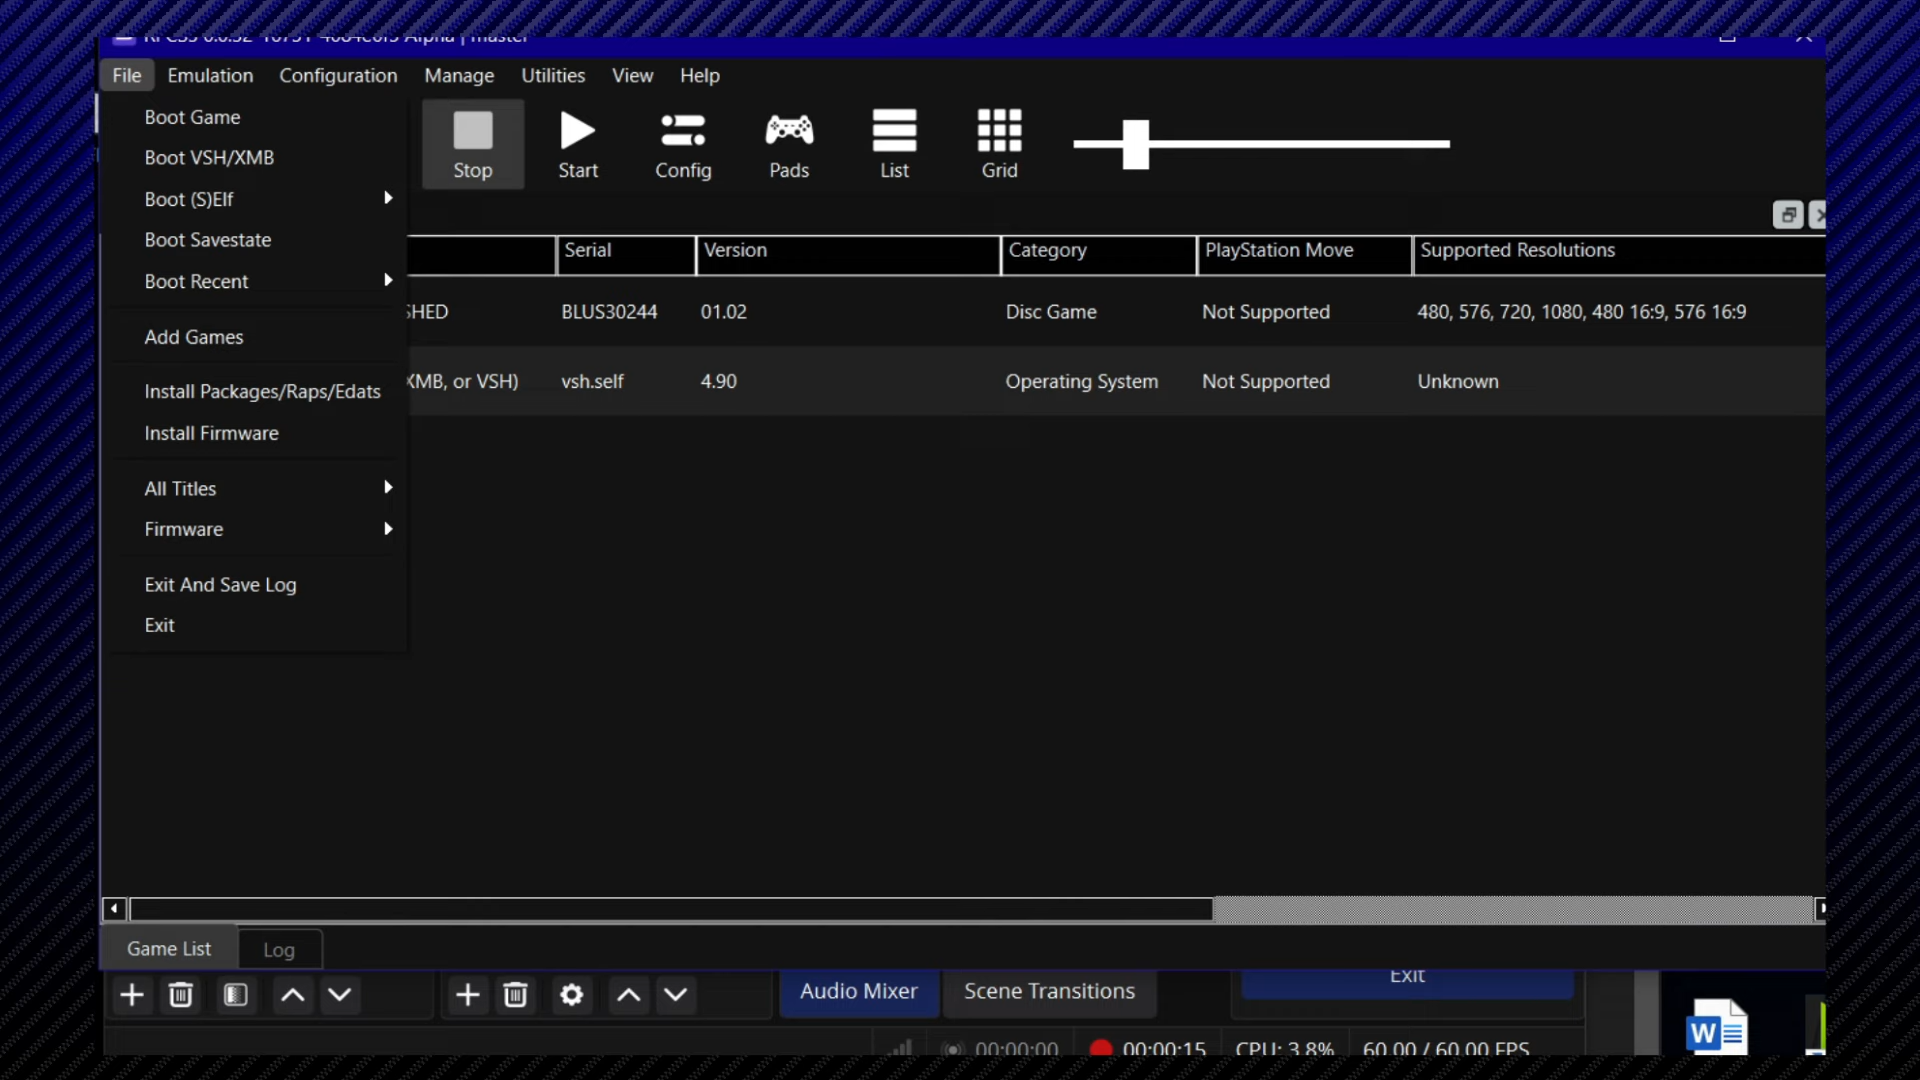 Alpha | master
File Emulation Configuration Manage Utilities View Help
Boot Game
Boot VSH/XMB
Boot (S)Elf
Boot Savestate
Boot Recent
Add Games
Install Packages/Raps/Edats
Install Firmware
All Titles
Firmware
Exit And Save Log
Exit
Stop Start Config Pads List Grid
Serial Version Category PlayStation Move Supported Resolutions
SHED BLUS30244 01.02 Disc Game Not Supported 480, 576, 720, 1080, 480 16:9, 576 16:9
XMB, or VSH) vsh.self 4.90 Operating System Not Supported Unknown
Game List Log
Audio Mixer Scene Transitions Exit
00:00:00 00:00:15 CPU: 3.8% 60.00 / 60.00 FPS
W